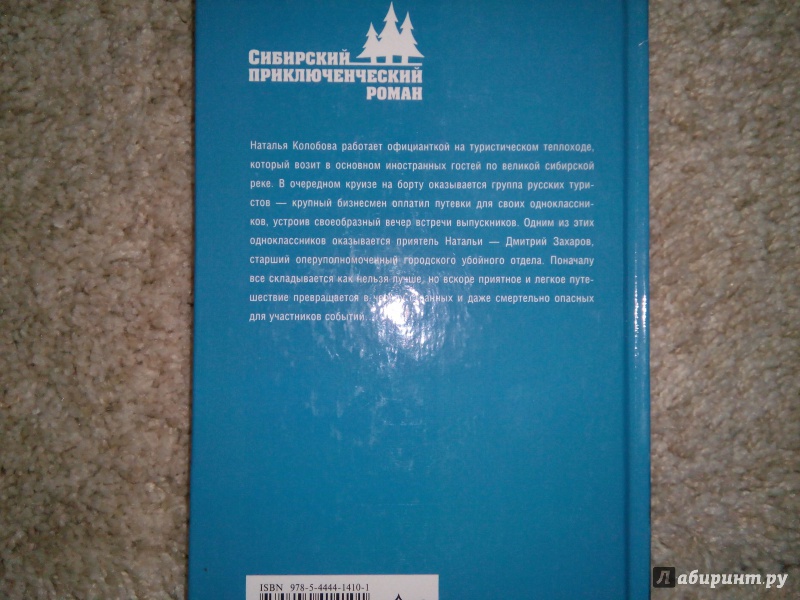 Сибирский
приключенческий
роман
Наталья Колобова работает официанткой на туристическом теплоходе,
который возит в основном иностранных гостей по великой сибирской
реке. В очередном круизе на борту оказывается группа русских тури-
стов — крупный бизнесмен оплатил путевки для своих одноклассни-
ков, устроив своеобразный вечер встречи выпускников. Одним из этих
одноклассников оказывается приятель Натальи — Дмитрий Захаров,
старший оперуполномоченный городского убойного отдела. Поначалу
все складывается как нельзя лучше, но вскоре приятное и легкое путе-
шествие превращвется в и даже смертельно опасных
для участников событий.
ISBN 978-5-4444-1410-1
Лабиринт.ру